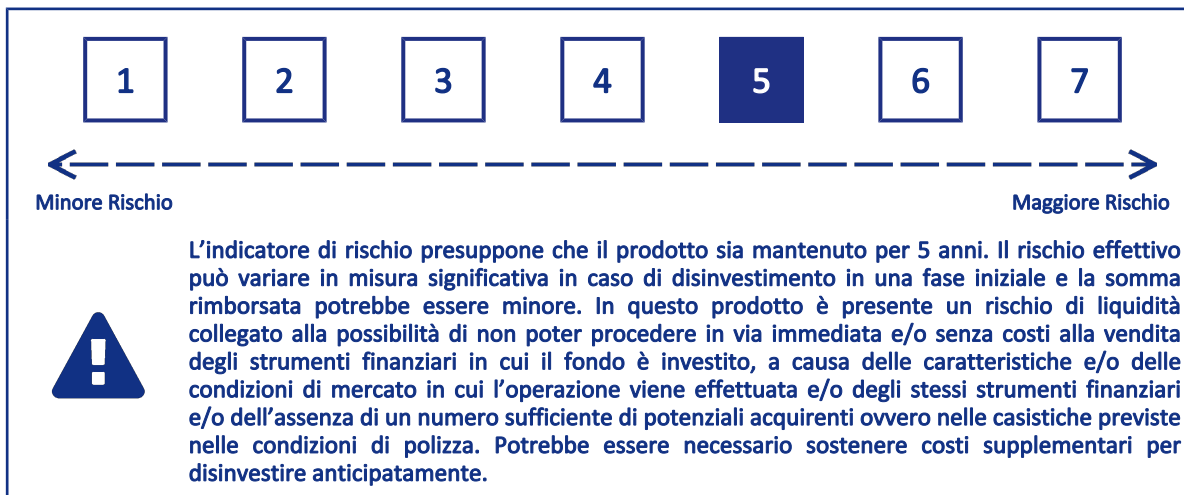 1 2 3 4 5 6 7
Minore Rischio Maggiore Rischio
L'indicatore di rischio presuppone che il prodotto sia mantenuto per 5 anni. Il rischio effettivo
può variare in misura significativa in caso di disinvestimento in una fase iniziale e la somma
rimborsata potrebbe essere minore. In questo prodotto è presente un rischio di liquidità
collegato alla possibilità di non poter procedere in via immediata e/o senza costi alla vendita
degli strumenti finanziari in cui il fondo è investito, a causa delle caratteristiche e/o delle
condizioni di mercato in cui l'operazione viene effettuata e/o degli stessi strumenti finanziari
e/o dell'assenza di un numero sufficiente di potenziali acquirenti ovvero nelle casistiche previste
nelle condizioni di polizza. Potrebbe essere necessario sostenere costi supplementari per
disinvestire anticipatamente.